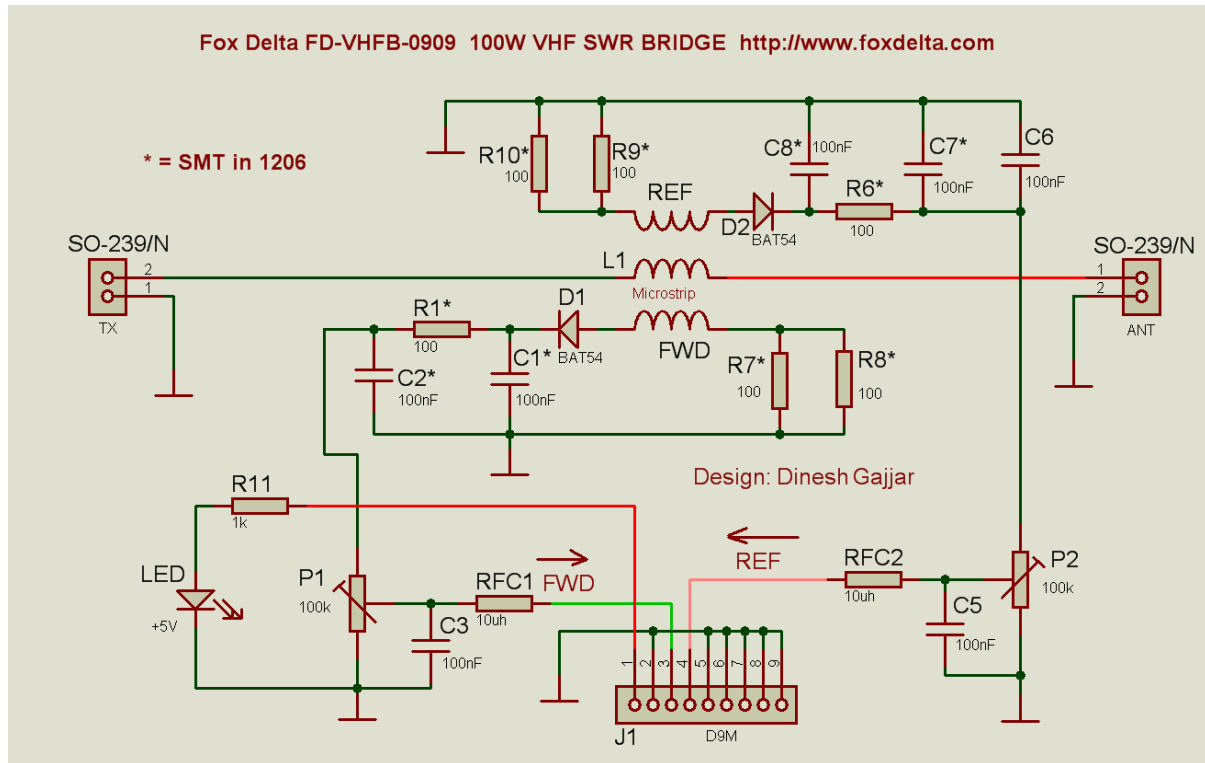 Fox Delta FD-VHFB-0909  100W VHF SWR BRIDGE  http://www.foxdelta.com
* = SMT in 1206
R10*
100
R9*
100
C8*
100nF
C7*
100nF
C6
100nF
REF
D2
BAT54
R6*
100
SO-239/N
2
1
TX
L1
Microstrip
SO-239/N
1
2
ANT
R1*
100
D1
BAT54
FWD
C2*
100nF
C1*
100nF
R7*
100
R8*
100
Design: Dinesh Gajjar
R11
1k
LED
+5V
P1
100k
RFC1
10uh
FWD
C3
100nF
REF
RFC2
10uh
C5
100nF
P2
100k
1
2
3
4
5
6
7
8
9
J1
D9M